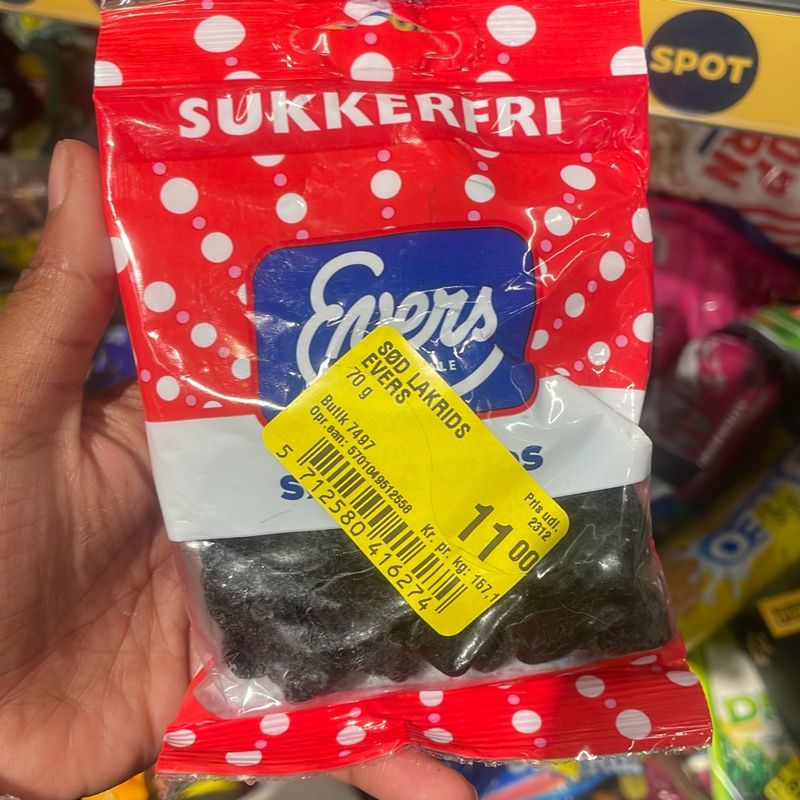 SPOT
SUKKERFRI
Evers
SØD LAKRIDS
EVERS
70 g
Butik 7497
Opr.ean: 5701049512558
5 712580 416274
Pris udl.
2312
11 00
Kr. pr. kg: 157,1